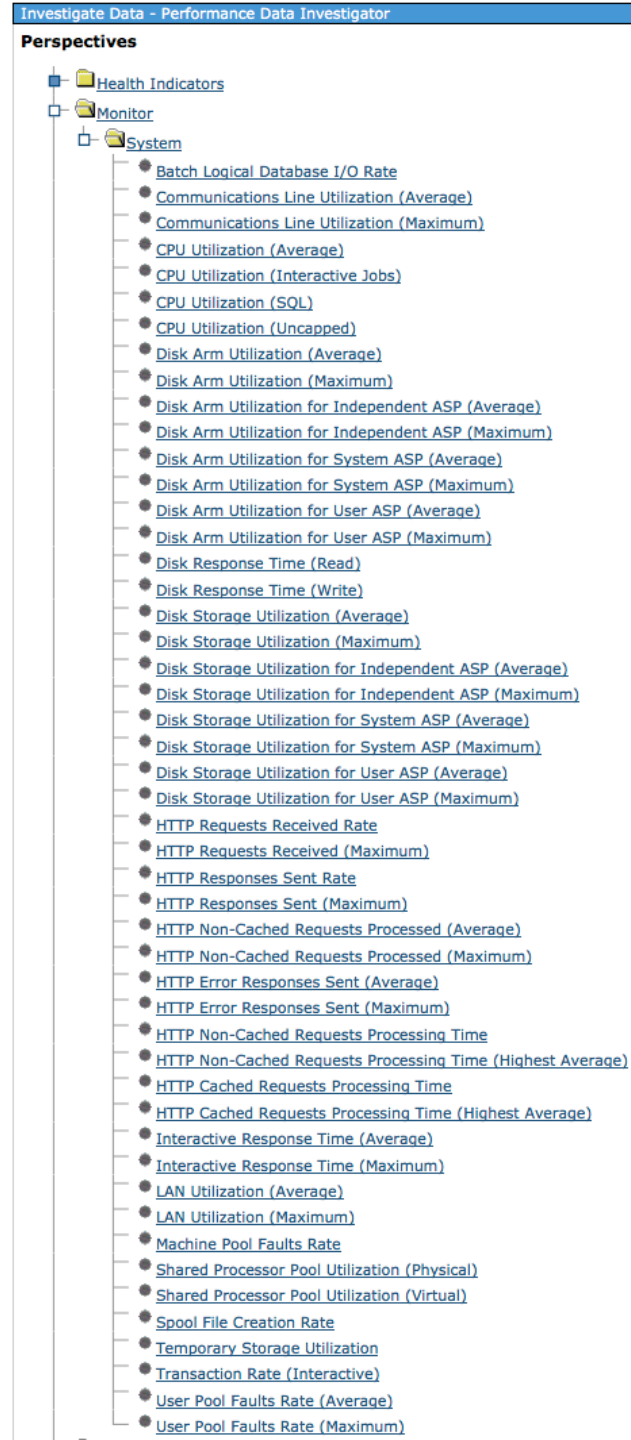 Investigate Data - Performance Data Investigator
Perspectives
Health Indicators
Monitor
System
Batch Logical Database I/O Rate
Communications Line Utilization (Average)
Communications Line Utilization (Maximum)
CPU Utilization (Average)
CPU Utilization (Interactive Jobs)
CPU Utilization (SQL)
CPU Utilization (Uncapped)
Disk Arm Utilization (Average)
Disk Arm Utilization (Maximum)
Disk Arm Utilization for Independent ASP (Average)
Disk Arm Utilization for Independent ASP (Maximum)
Disk Arm Utilization for System ASP (Average)
Disk Arm Utilization for System ASP (Maximum)
Disk Arm Utilization for User ASP (Average)
Disk Arm Utilization for User ASP (Maximum)
Disk Response Time (Read)
Disk Response Time (Write)
Disk Storage Utilization (Average)
Disk Storage Utilization (Maximum)
Disk Storage Utilization for Independent ASP (Average)
Disk Storage Utilization for Independent ASP (Maximum)
Disk Storage Utilization for System ASP (Average)
Disk Storage Utilization for System ASP (Maximum)
Disk Storage Utilization for User ASP (Average)
Disk Storage Utilization for User ASP (Maximum)
HTTP Requests Received Rate
HTTP Requests Received (Maximum)
HTTP Responses Sent Rate
HTTP Responses Sent (Maximum)
HTTP Non-Cached Requests Processed (Average)
HTTP Non-Cached Requests Processed (Maximum)
HTTP Error Responses Sent (Average)
HTTP Error Responses Sent (Maximum)
HTTP Non-Cached Requests Processing Time
HTTP Non-Cached Requests Processing Time (Highest Average)
HTTP Cached Requests Processing Time
HTTP Cached Requests Processing Time (Highest Average)
Interactive Response Time (Average)
Interactive Response Time (Maximum)
LAN Utilization (Average)
LAN Utilization (Maximum)
Machine Pool Faults Rate
Shared Processor Pool Utilization (Physical)
Shared Processor Pool Utilization (Virtual)
Spool File Creation Rate
Temporary Storage Utilization
Transaction Rate (Interactive)
User Pool Faults Rate (Average)
User Pool Faults Rate (Maximum)